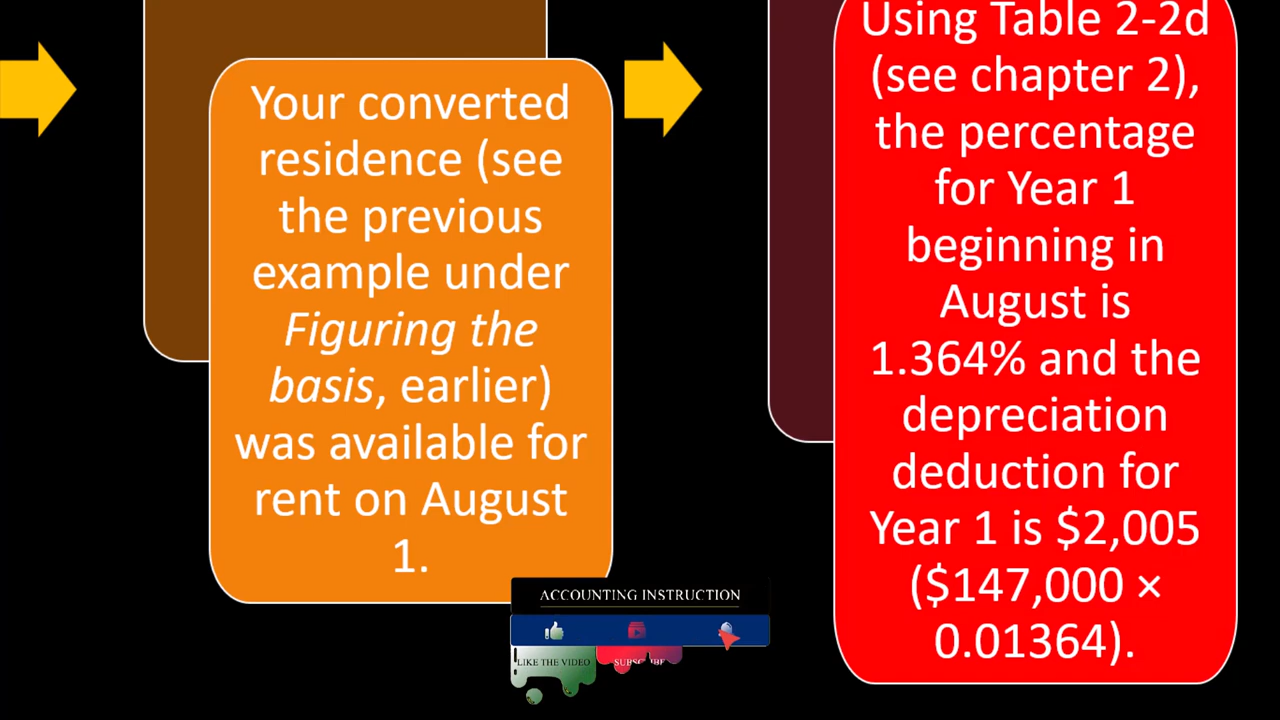 Your converted
residence (see
the previous
example under
Figuring the
basis, earlier)
was available for
rent on August
1.
Using Table 2-2d
(see chapter 2),
the percentage
for Year 1
beginning in
August is
1.364% and the
depreciation
deduction for
Year 1 is $2,005
($147,000 ×
0.01364).
ACCOUNTING INSTRUCTION
LIKE THE VIDEO